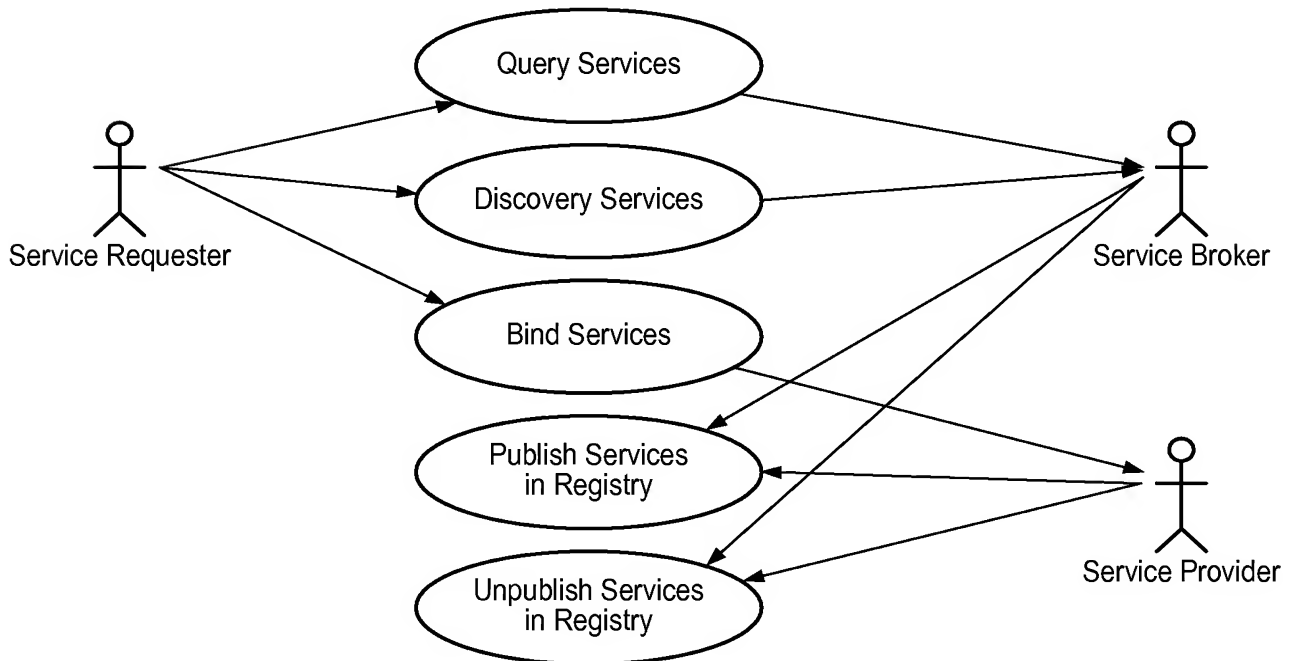 Query Services
Discovery Services
Service Requester
Service Broker
Bind Services
Publish Services
in Registry
Unpublish Services
in Registry
Service Provider